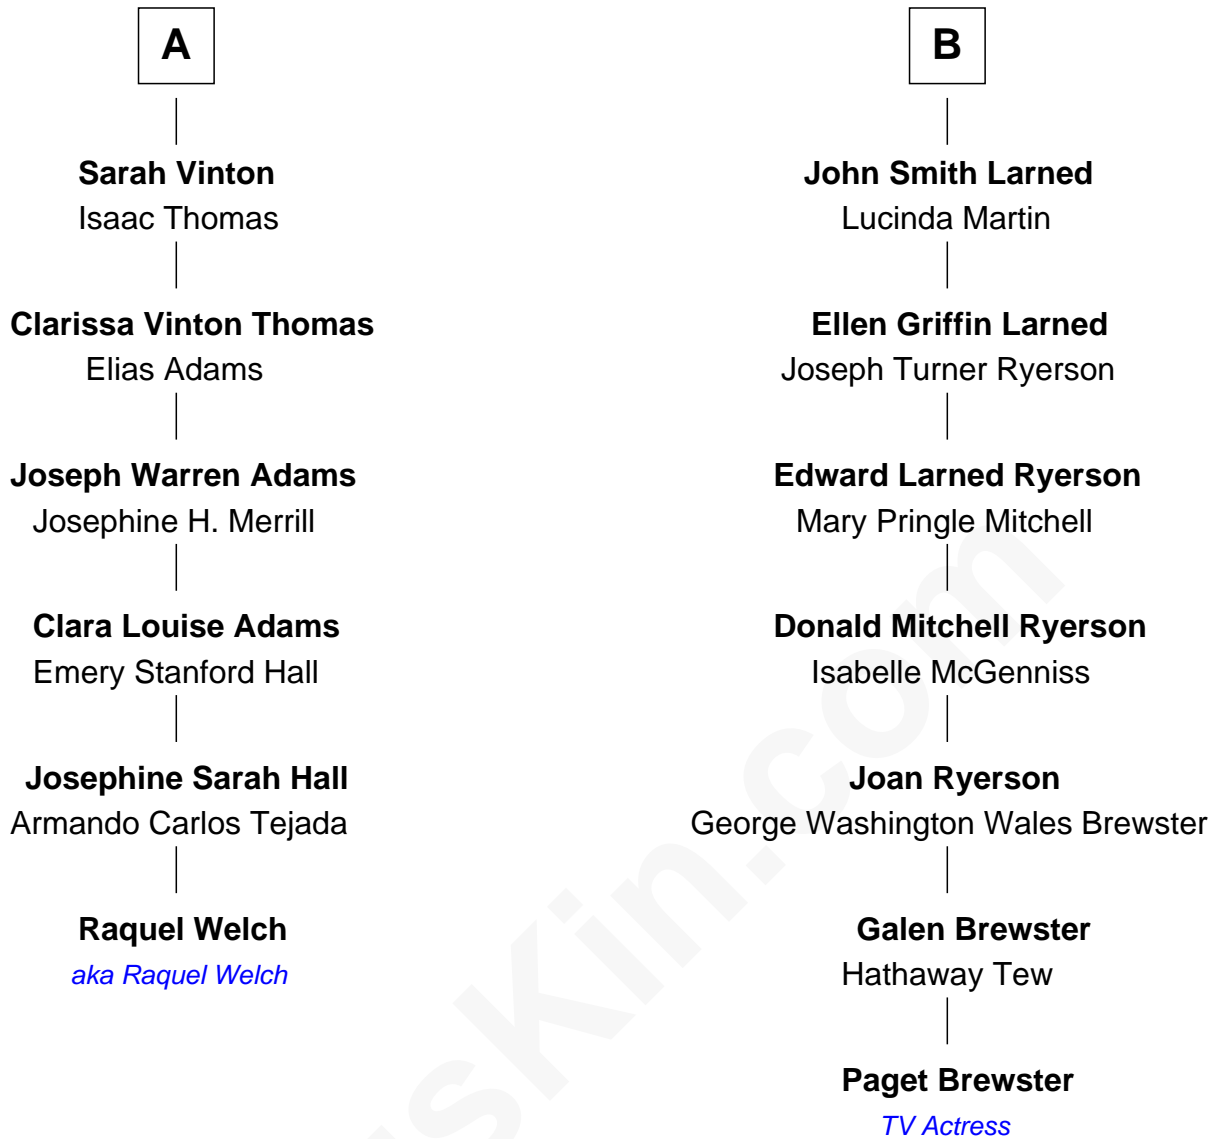 A
Sarah Vinton
Isaac Thomas
Clarissa Vinton Thomas
Elias Adams
Joseph Warren Adams
Josephine H. Merrill
Clara Louise Adams
Emery Stanford Hall
Josephine Sarah Hall
Armando Carlos Tejada
Raquel Welch
aka Raquel Welch
B
John Smith Larned
Lucinda Martin
Ellen Griffin Larned
Joseph Turner Ryerson
Edward Larned Ryerson
Mary Pringle Mitchell
Donald Mitchell Ryerson
Isabelle McGenniss
Joan Ryerson
George Washington Wales Brewster
Galen Brewster
Hathaway Tew
Paget Brewster
TV Actress
usKin.com